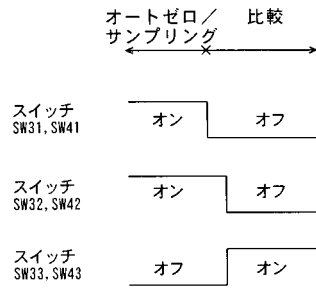 オートゼロ／ 比較
サンプリング
スイッチ
SW31, SW41
オン オフ
スイッチ
SW32, SW42
オン オフ
スイッチ
SW33, SW43
オフ オン